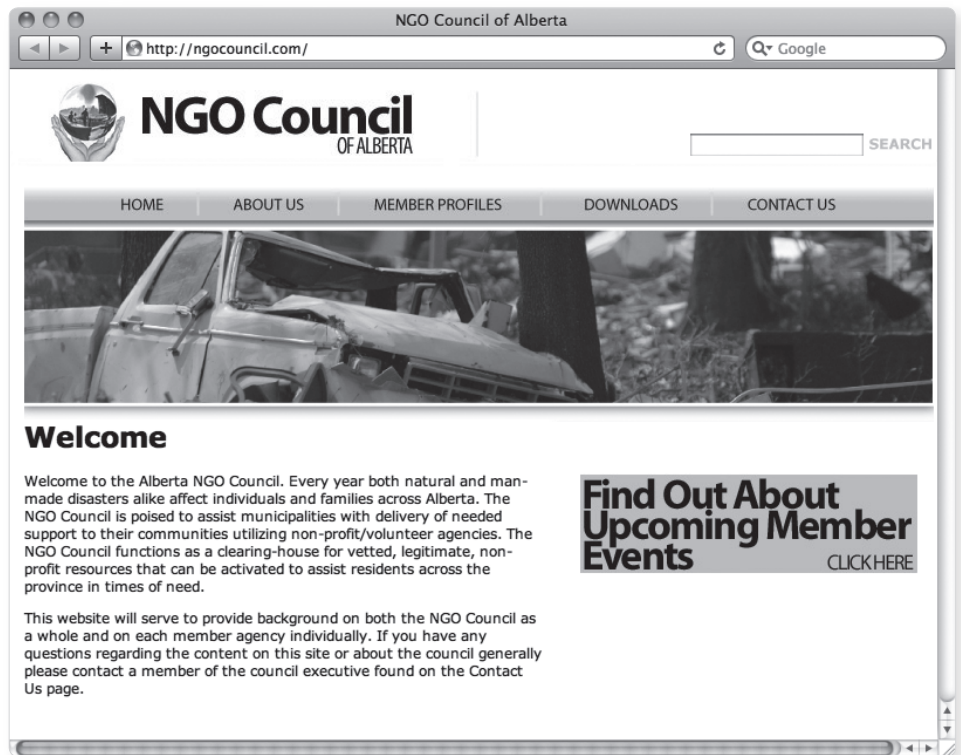 NGO Council of Alberta
http://ngocouncil.com/
Google
NGO Council
OF ALBERTA
SEARCH
HOME ABOUT US MEMBER PROFILES DOWNLOADS CONTACT US
Welcome
Welcome to the Alberta NGO Council. Every year both natural and man-
made disasters alike affect individuals and families across Alberta. The
NGO Council is poised to assist municipalities with delivery of needed
support to their communities utilizing non-profit/volunteer agencies. The
NGO Council functions as a clearing-house for vetted, legitimate, non-
profit resources that can be activated to assist residents across the
province in times of need.
This website will serve to provide background on both the NGO Council as
a whole and on each member agency individually. If you have any
questions regarding the content on this site or about the council generally
please contact a member of the council executive found on the Contact
Us page.
Find Out About
Upcoming Member
Events
CLICK HERE